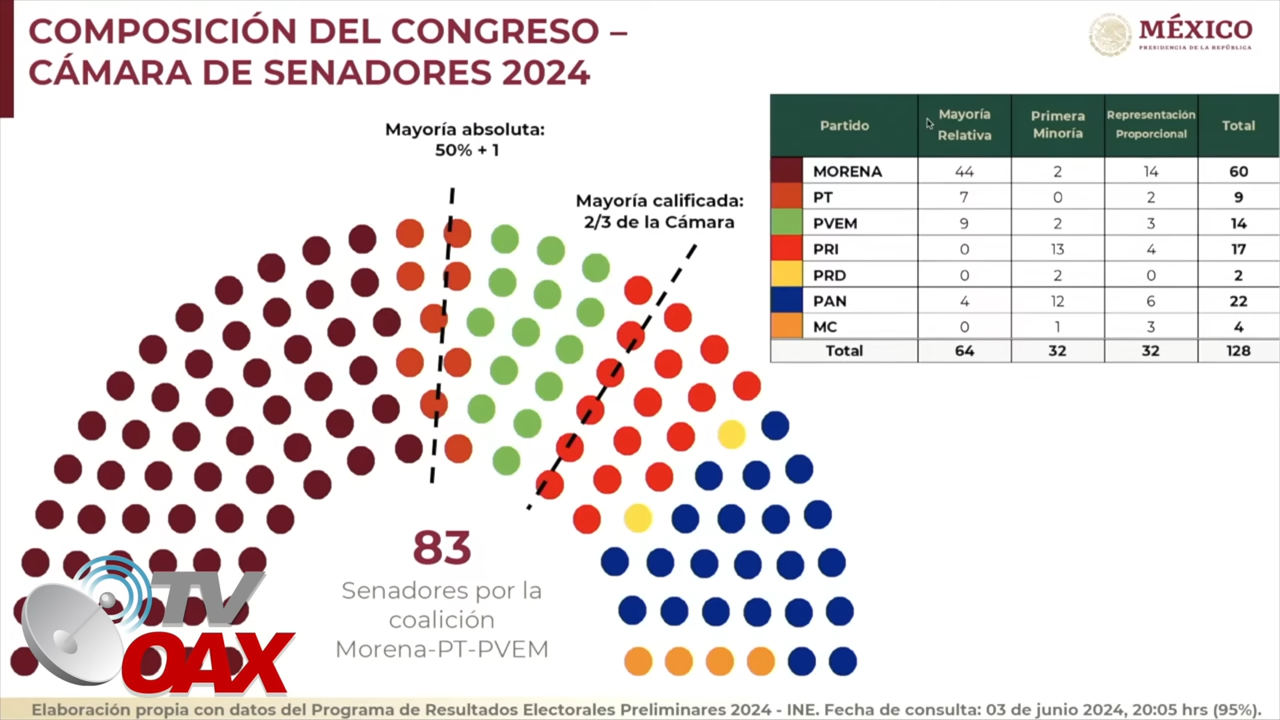 COMPOSICIÓN DEL CONGRESO –
CÁMARA DE SENADORES 2024
MÉXICO
PRESIDENCIA DE LA REPÚBLICA
Mayoría absoluta:
50% + 1
Mayoría calificada:
2/3 de la Cámara
Partido Mayoría Relativa Primera Minoría Representación Proporcional Total
MORENA 44 2 14 60
PT 7 0 2 9
PVEM 9 2 3 14
PRI 0 13 4 17
PRD 0 2 0 2
PAN 4 12 6 22
MC 0 1 3 4
Total 64 32 32 128
83
Senadores por la
coalición
Morena-PT-PVEM
TV
OAX
Elaboración propia con datos del Programa de Resultados Electorales Preliminares 2024 - INE. Fecha de consulta: 03 de junio 2024, 20:05 hrs (95%).